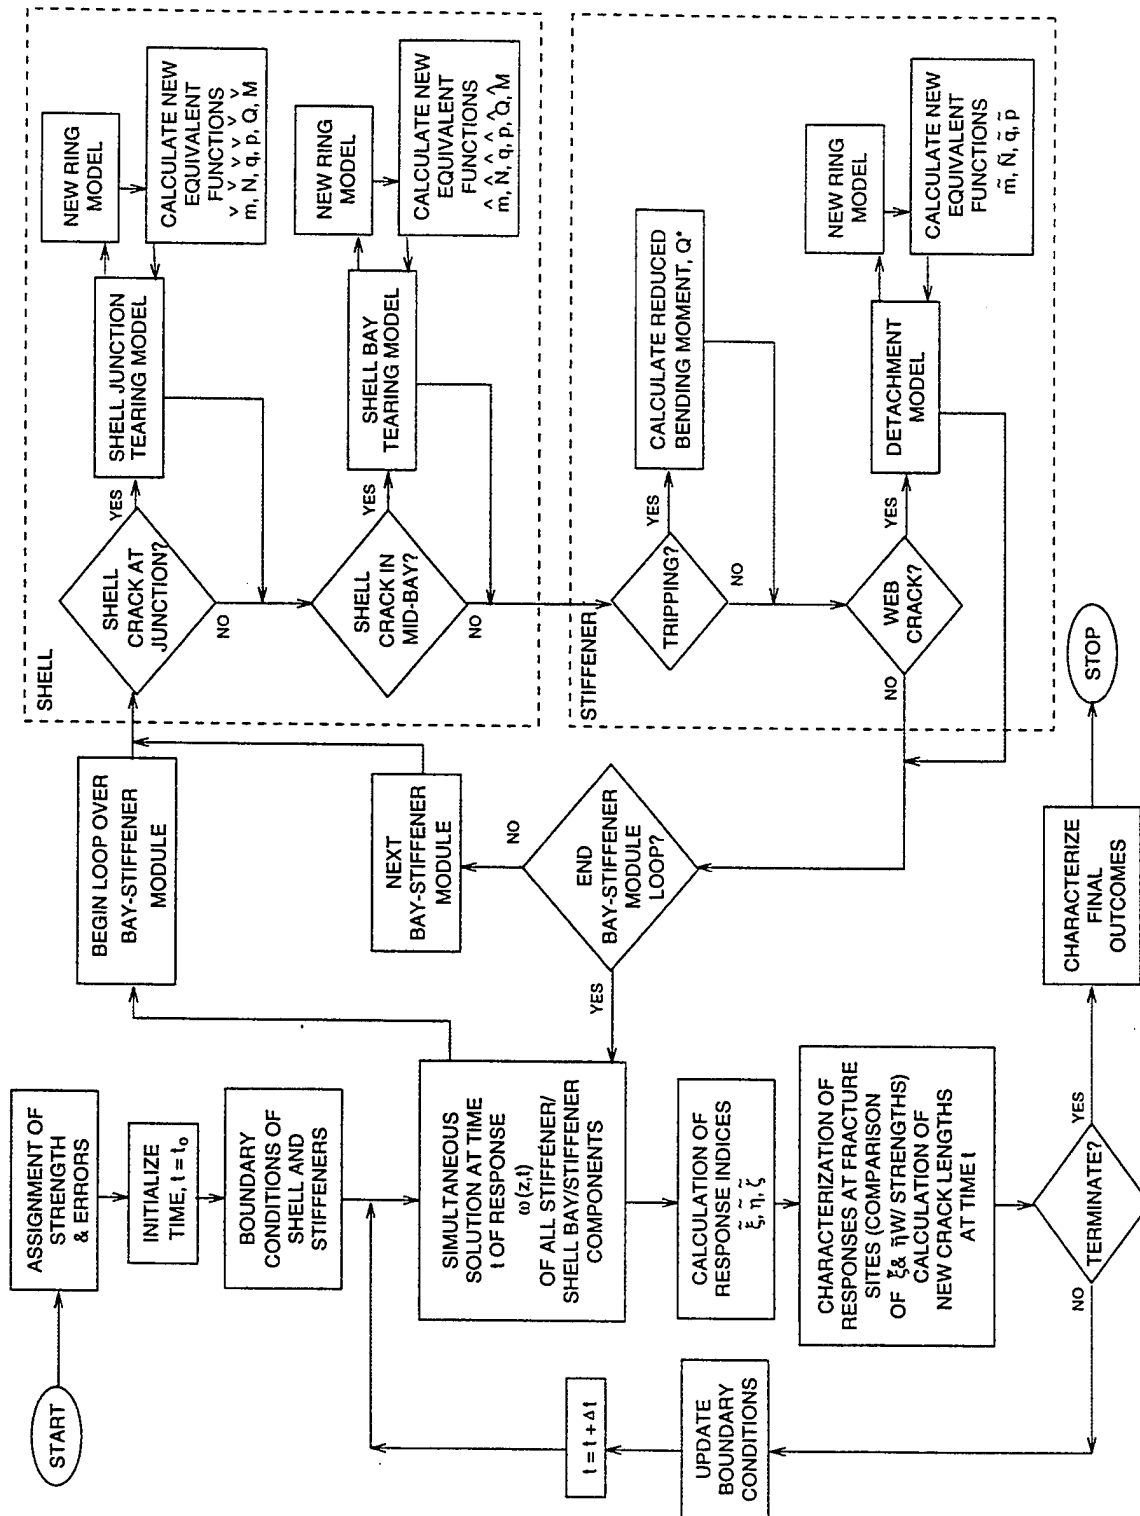 START
ASSIGNMENT OF
STRENGTH
& ERRORS
INITIALIZE
TIME, t = t₀
BOUNDARY
CONDITIONS OF
SHELL AND
STIFFENERS
SIMULTANEOUS
SOLUTION AT TIME
t OF RESPONSE
ω(z,t)
OF ALL STIFFENER/
SHELL BAY/STIFFENER
COMPONENTS
CALCULATION OF
RESPONSE INDICES
ξ̃, η̃, ζ̃
CHARACTERIZATION OF
RESPONSES AT FRACTURE
SITES (COMPARISON
OF ξ̃& η̃W/ STRENGTHS)
CALCULATION OF
NEW CRACK LENGTHS
AT TIME t
TERMINATE?
NO
YES
UPDATE
BOUNDARY
CONDITIONS
t = t + Δt
CHARACTERIZE
FINAL
OUTCOMES
STOP
BEGIN LOOP OVER
BAY-STIFFENER
MODULE
NEXT
BAY-STIFFENER
MODULE
NO
END
BAY-STIFFENER
MODULE
LOOP?
YES
SHELL
SHELL
CRACK AT
JUNCTION?
YES
NO
SHELL JUNCTION
TEARING MODEL
NEW RING
MODEL
CALCULATE NEW
EQUIVALENT
FUNCTIONS
m̌, Ň, q̌, p̌, Q̌, M̌
SHELL
CRACK IN
MID-BAY?
YES
NO
SHELL BAY
TEARING MODEL
NEW RING
MODEL
CALCULATE NEW
EQUIVALENT
FUNCTIONS
m̂, N̂, q̂, p̂, Q̂, M̂
STIFFENER
TRIPPING?
YES
NO
CALCULATE REDUCED
BENDING MOMENT, Q*
WEB
CRACK?
YES
NO
DETACHMENT
MODEL
NEW RING
MODEL
CALCULATE NEW
EQUIVALENT
FUNCTIONS
m̃, Ñ, q̃, p̃